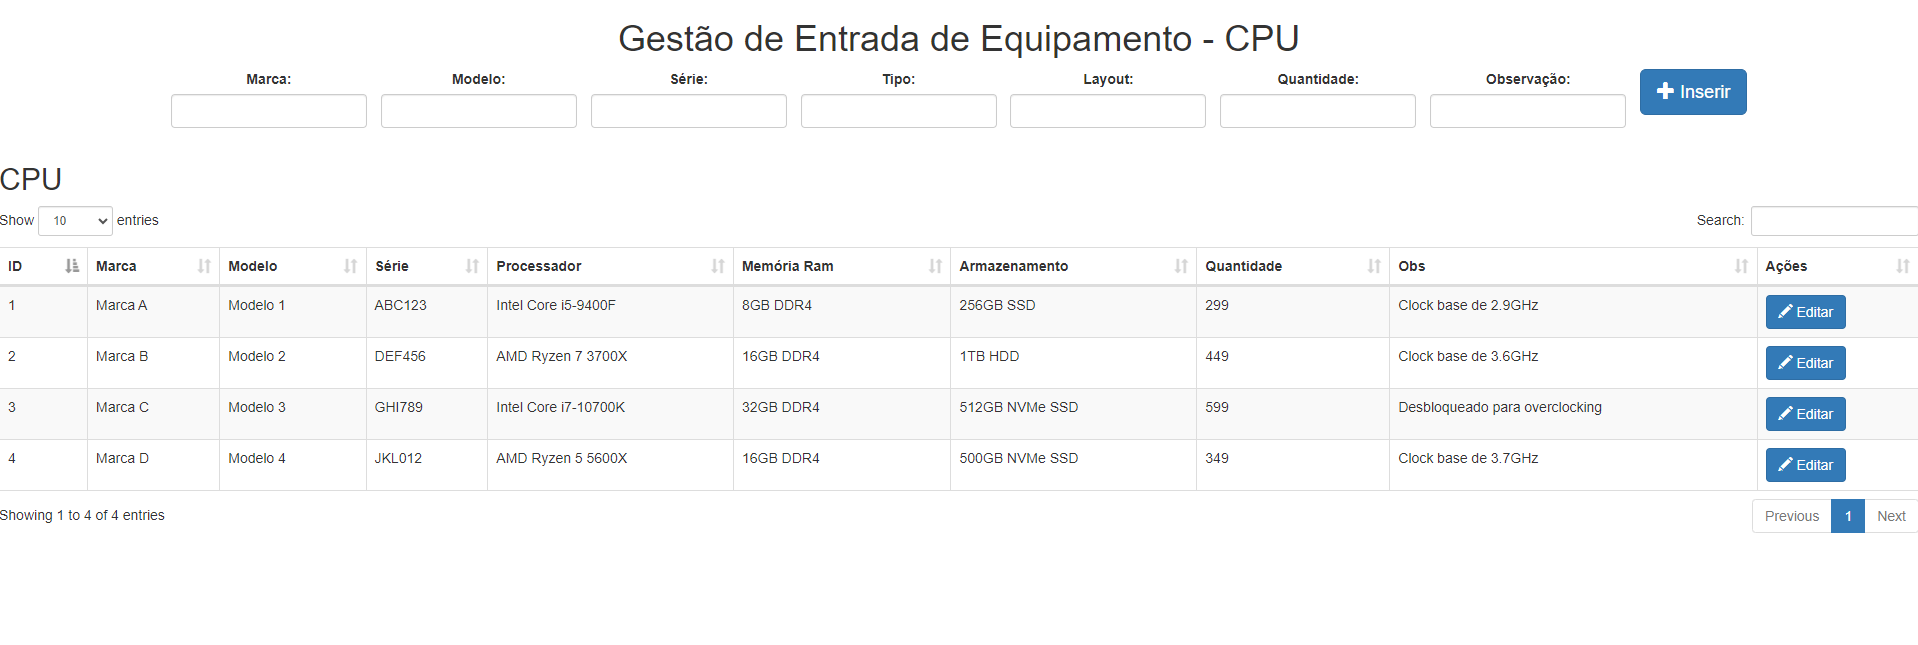 Gestão de Entrada de Equipamento - CPU
Marca: Modelo: Série: Tipo: Layout: Quantidade: Observação: Inserir
CPU
Show 10 entries Search:
ID Marca Modelo Série Processador Memória Ram Armazenamento Quantidade Obs Ações
1 Marca A Modelo 1 ABC123 Intel Core i5-9400F 8GB DDR4 256GB SSD 299 Clock base de 2.9GHz Editar
2 Marca B Modelo 2 DEF456 AMD Ryzen 7 3700X 16GB DDR4 1TB HDD 449 Clock base de 3.6GHz Editar
3 Marca C Modelo 3 GHI789 Intel Core i7-10700K 32GB DDR4 512GB NVMe SSD 599 Desbloqueado para overclocking Editar
4 Marca D Modelo 4 JKL012 AMD Ryzen 5 5600X 16GB DDR4 500GB NVMe SSD 349 Clock base de 3.7GHz Editar
Showing 1 to 4 of 4 entries Previous 1 Next